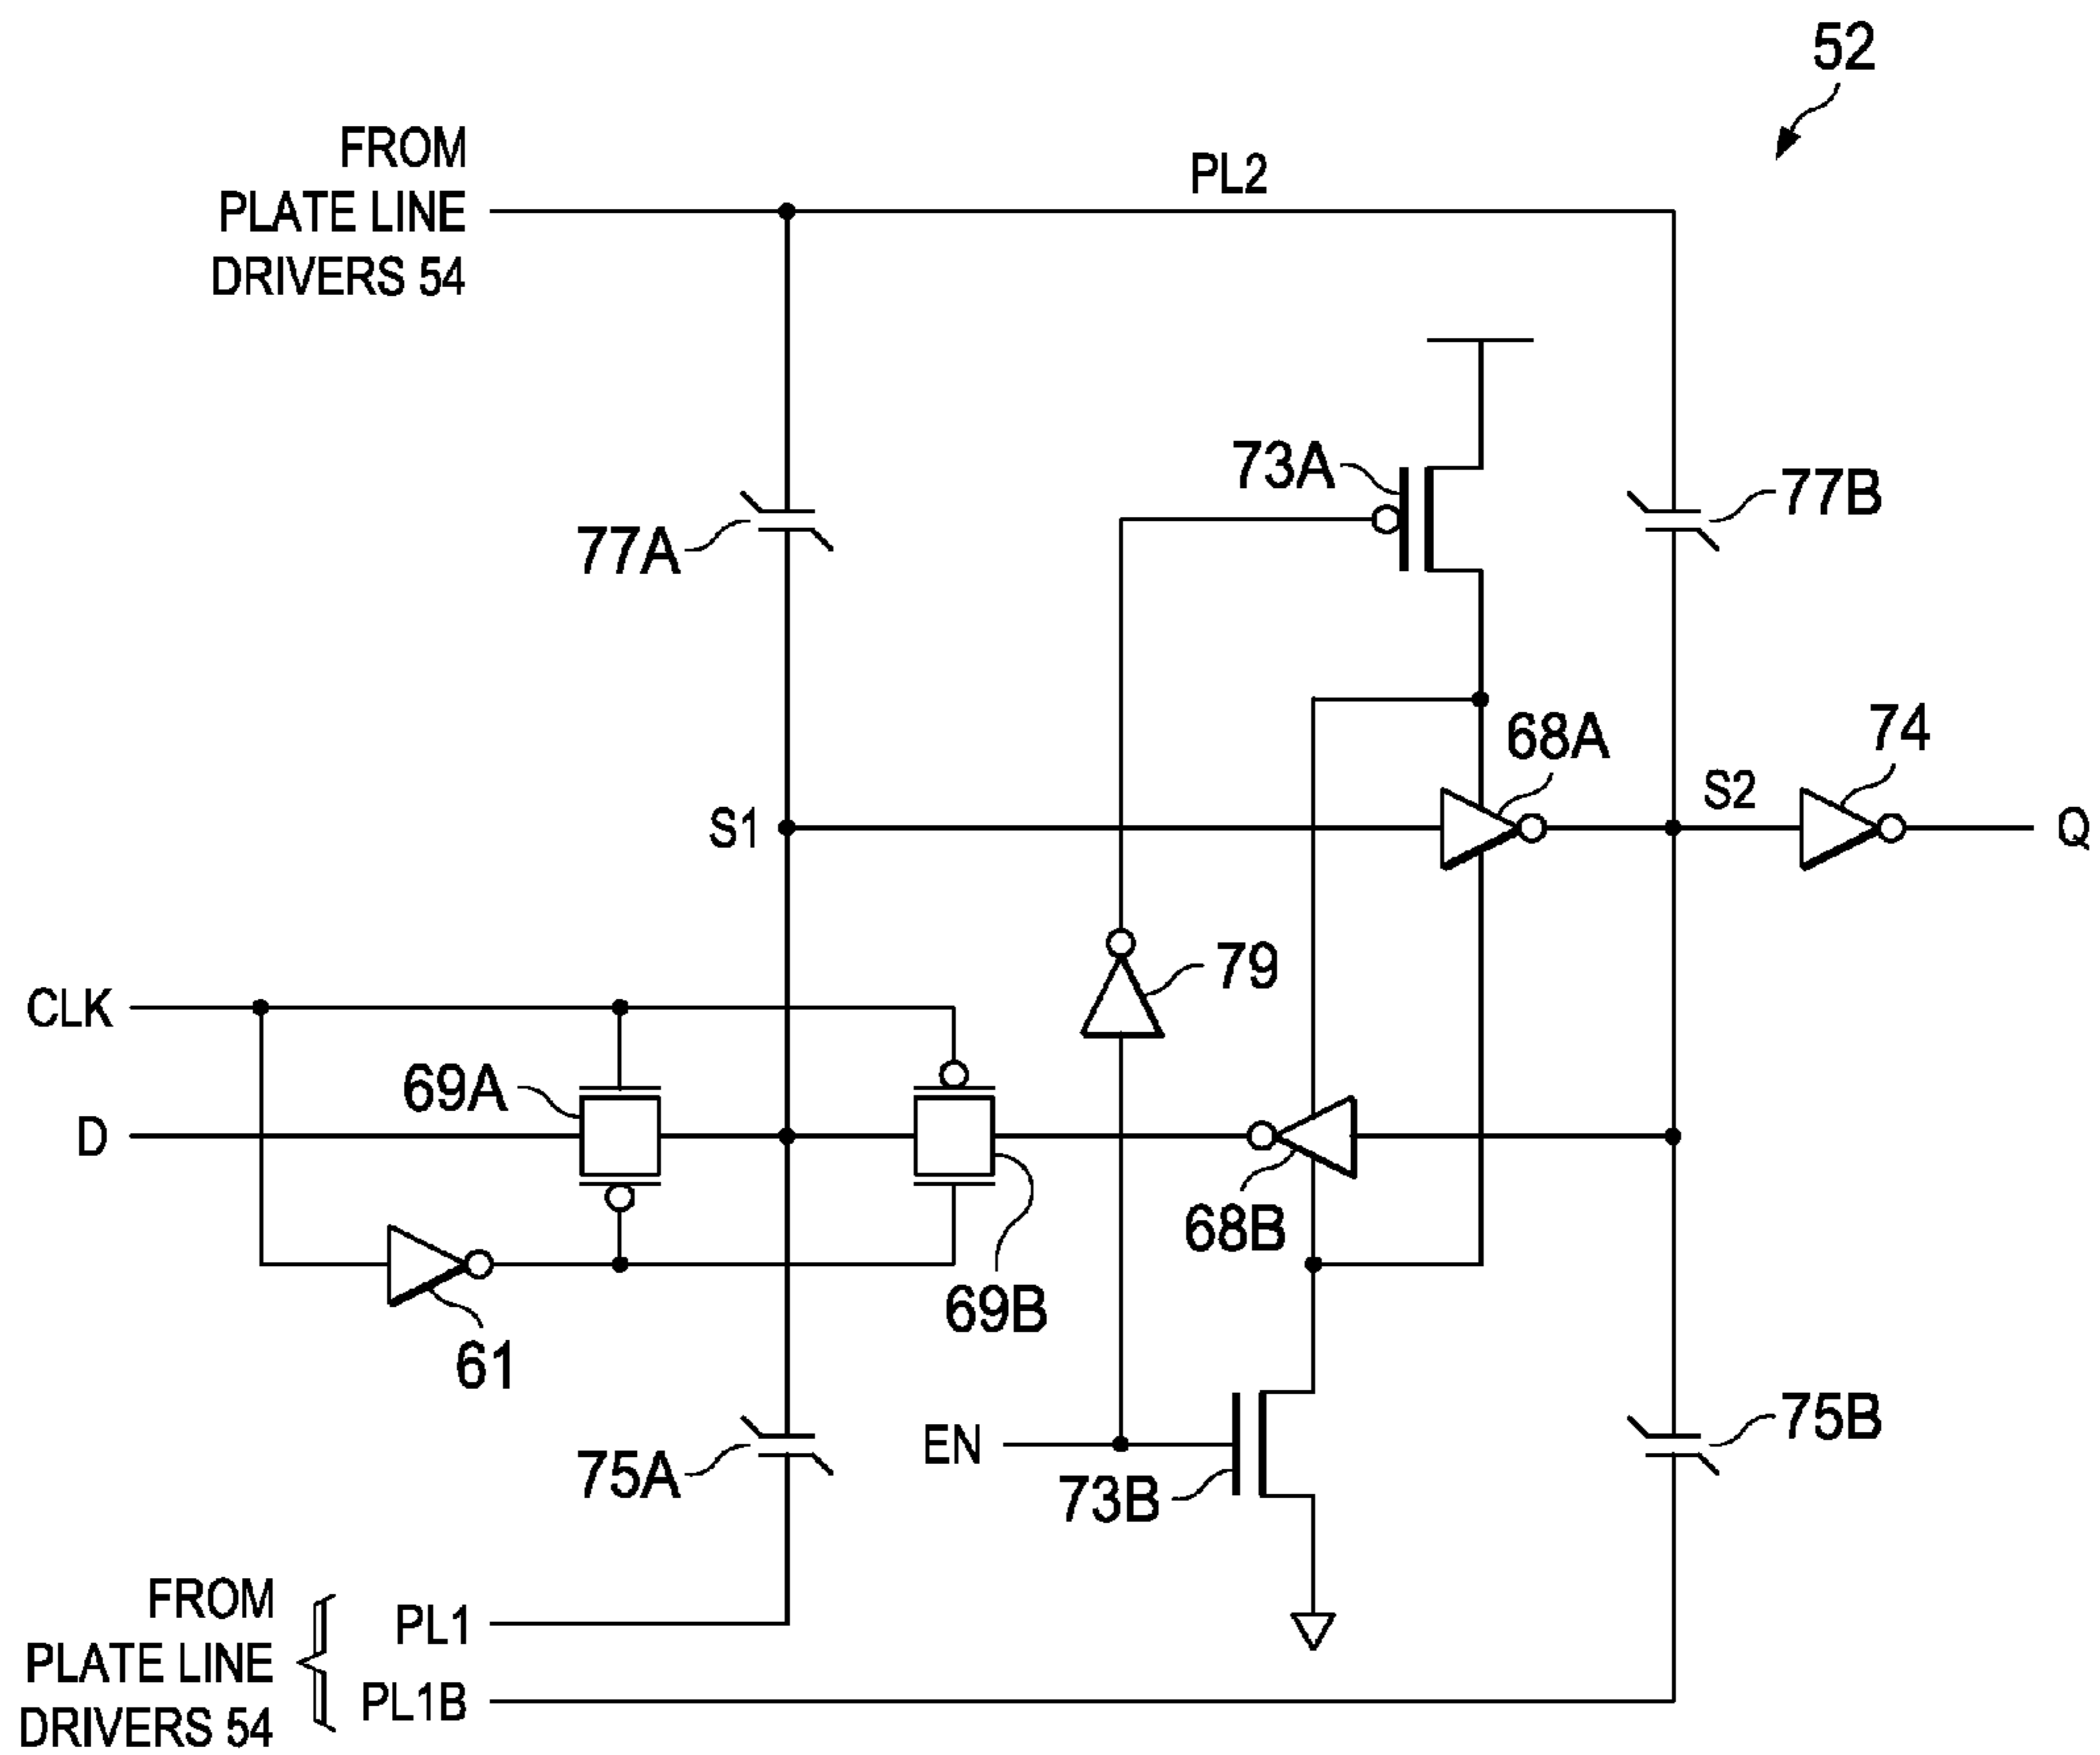 52
FROM
PLATE LINE
DRIVERS 54
PL2
73A
77B
77A
68A
74
S1
S2
Q
79
CLK
69A
D
68B
69B
61
EN
75B
75A
73B
FROM
PLATE LINE
DRIVERS 54
PL1
PL1B